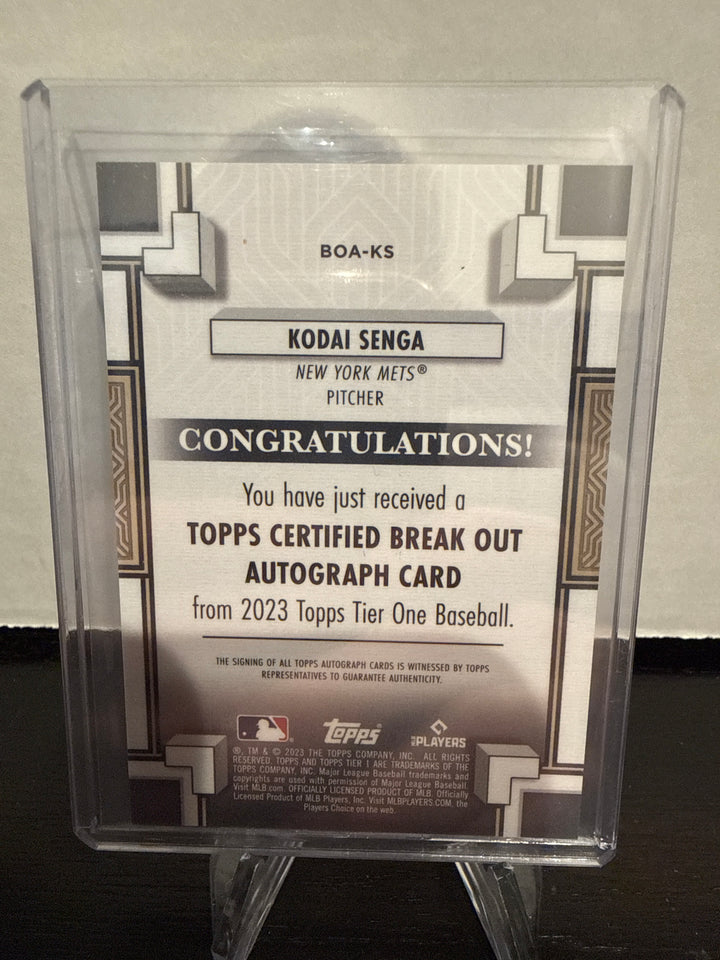 BOA-KS
KODAI SENGA
NEW YORK METS®
PITCHER
CONGRATULATIONS!
You have just received a
TOPPS CERTIFIED BREAK OUT
AUTOGRAPH CARD
from 2023 Topps Tier One Baseball.
THE SIGNING OF ALL TOPPS AUTOGRAPH CARDS IS WITNESSED BY TOPPS
REPRESENTATIVES TO GUARANTEE AUTHENTICITY.
Topps®
MLB PLAYERS
®, TM & © 2023 THE TOPPS COMPANY, INC. ALL RIGHTS
RESERVED. TOPPS AND TOPPS TIER 1 ARE TRADEMARKS OF THE
TOPPS COMPANY, INC. Major League Baseball trademarks and
copyrights are used with permission of Major League Baseball.
Visit MLB.com. OFFICIALLY LICENSED PRODUCT OF MLB. Officially
Licensed Product of MLB Players, Inc. Visit MLBPLAYERS.COM, the
Players Choice on the web.